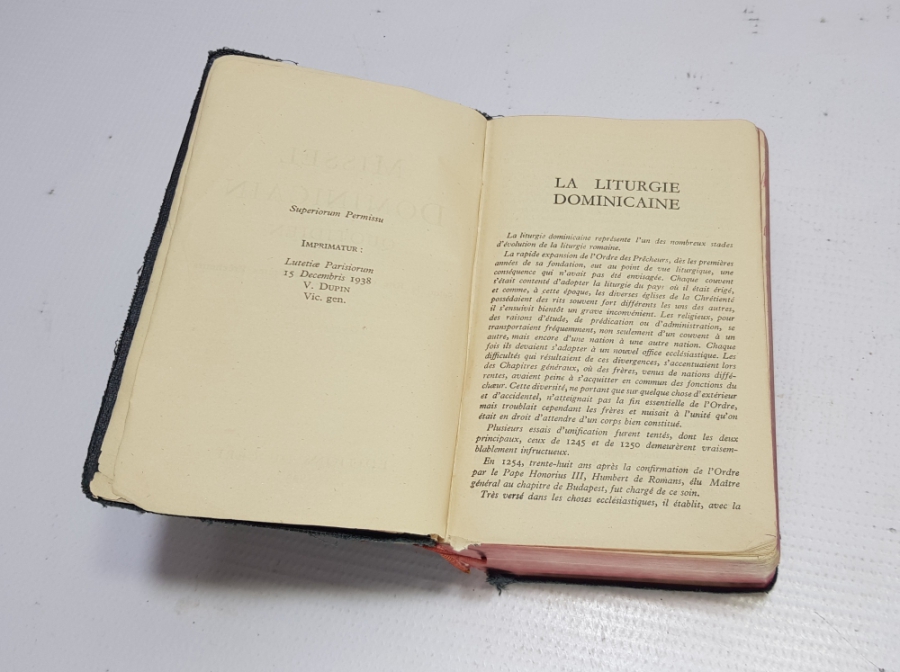 Superiorum Permissu
IMPRIMATUR :
Lutetiæ Parisiorum
15 Decembris 1938
V. DUPIN
Vic. gen.
LA LITURGIE
DOMINICAINE
La liturgie dominicaine représente l'un des nombreux stades
d'évolution de la liturgie romaine.
La rapide expansion de l'Ordre des Prêcheurs, dès les premières
années de sa fondation, eut au point de vue liturgique, une
conséquence qui n'avait pas été envisagée. Chaque couvent
s'était contenté d'adopter la liturgie du pays où il était érigé,
et comme, à cette époque, les diverses églises de la Chrétienté
possédaient des rits souvent fort différents les uns des autres,
il s'ensuivit bientôt un grave inconvénient. Les religieux, pour
des raisons d'étude, de prédication ou d'administration, se
transportaient fréquemment, non seulement d'un couvent à un
autre, mais encore d'une nation à une autre nation. Chaque
fois ils devaient s'adapter à un nouvel office ecclésiastique. Les
difficultés qui résultaient de ces divergences, s'accentuaient lors
des Chapitres généraux, où des frères, venus de nations diffé-
rentes, avaient peine à s'acquitter en commun des fonctions du
chœur. Cette diversité, ne portant que sur quelque chose d'extérieur
et d'accidentel, n'atteignait pas la fin essentielle de l'Ordre,
mais troublait cependant les frères et nuisait à l'unité qu'on
était en droit d'attendre d'un corps bien constitué.
Plusieurs essais d'unification furent tentés, dont les deux
principaux, ceux de 1245 et de 1250 demeurèrent vraisem-
blablement infructueux.
En 1254, trente-huit ans après la confirmation de l'Ordre
par le Pape Honorius III, Humbert de Romans, élu Maître
général au chapitre de Budapest, fut chargé de ce soin.
Très versé dans les choses ecclésiastiques, il établit, avec la